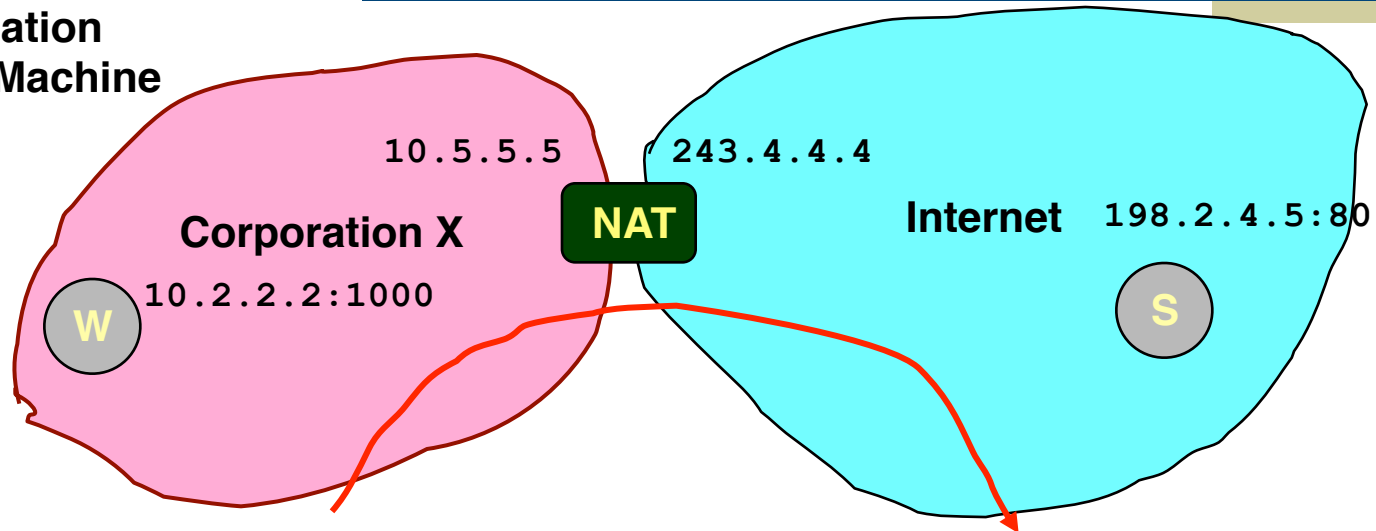 ation
Machine
10.5.5.5
243.4.4.4
NAT
Corporation X
Internet
198.2.4.5:80
10.2.2.2:1000
W
S